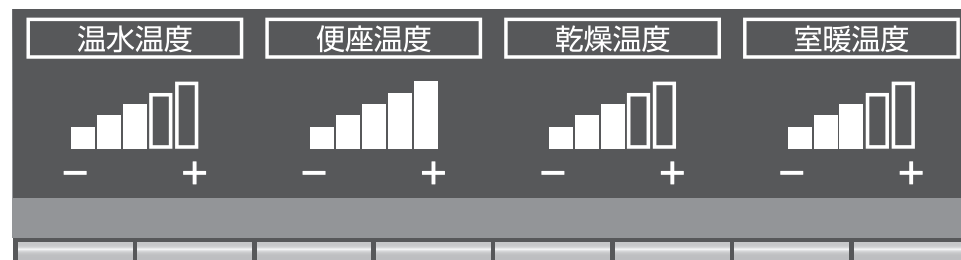 温水温度 便座温度 乾燥温度 室暖温度
− + − + − + − +